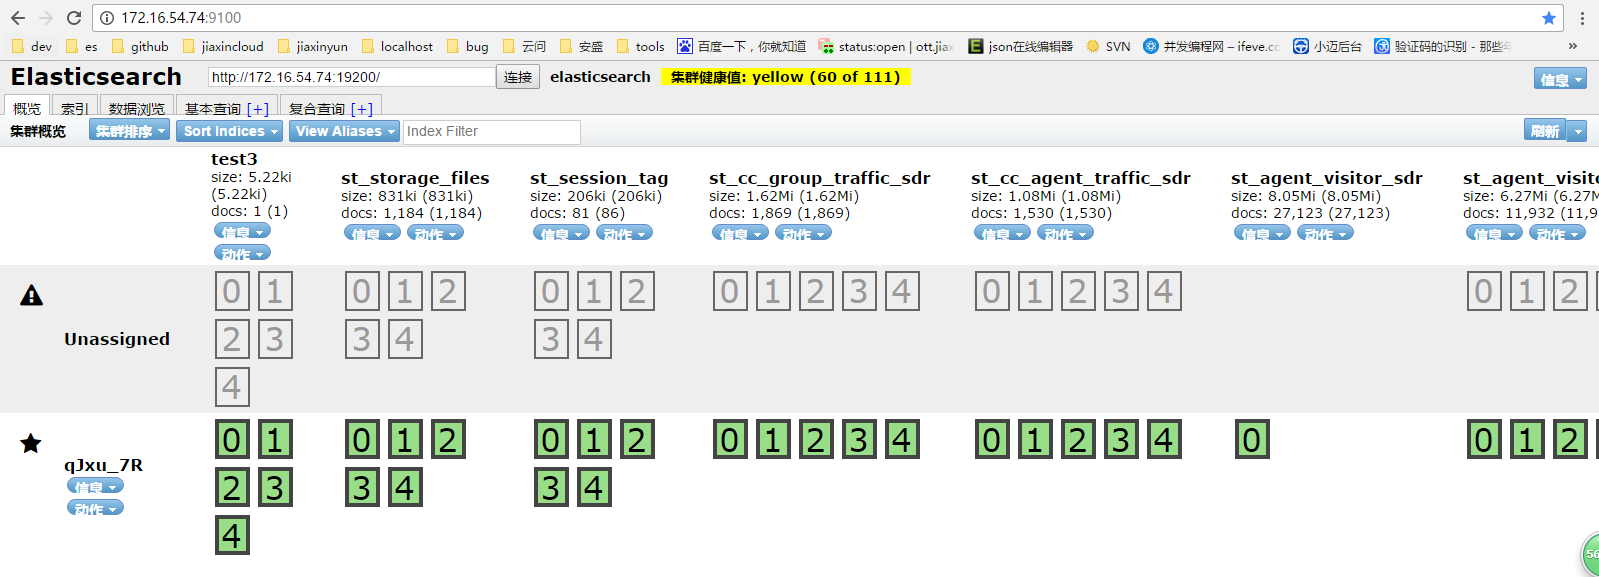 172.16.54.74:9100
dev es github jiaxincloud jiaxinyun localhost bug 云问 安盛 tools 百度一下，你就知道 status:open | ott.jiax json在线编辑器 SVN 并发编程网 – ifeve.cc 小迈后台 验证码的识别 - 那些年 »
Elasticsearch http://172.16.54.74:19200/ 连接 elasticsearch 集群健康值: yellow (60 of 111) 信息
概览 索引 数据浏览 基本查询 [+] 复合查询 [+]
集群概览 集群排序 Sort Indices View Aliases Index Filter 刷新
test3
size: 5.22ki
(5.22ki)
docs: 1 (1)
信息
动作
st_storage_files
size: 831ki (831ki)
docs: 1,184 (1,184)
信息 动作
st_session_tag
size: 206ki (206ki)
docs: 81 (86)
信息 动作
st_cc_group_traffic_sdr
size: 1.62Mi (1.62Mi)
docs: 1,869 (1,869)
信息 动作
st_cc_agent_traffic_sdr
size: 1.08Mi (1.08Mi)
docs: 1,530 (1,530)
信息 动作
st_agent_visitor_sdr
size: 8.05Mi (8.05Mi)
docs: 27,123 (27,123)
信息 动作
st_agent_visito
size: 6.27Mi (6.27M
docs: 11,932 (11,9
信息 动作
Unassigned
0 1 0 1 2 0 1 2 0 1 2 3 4 0 1 2 3 4 0 1 2
2 3 3 4 3 4
4
qJxu_7R
信息
动作
0 1 0 1 2 0 1 2 0 1 2 3 4 0 1 2 3 4 0 0 1 2
2 3 3 4 3 4
4
56